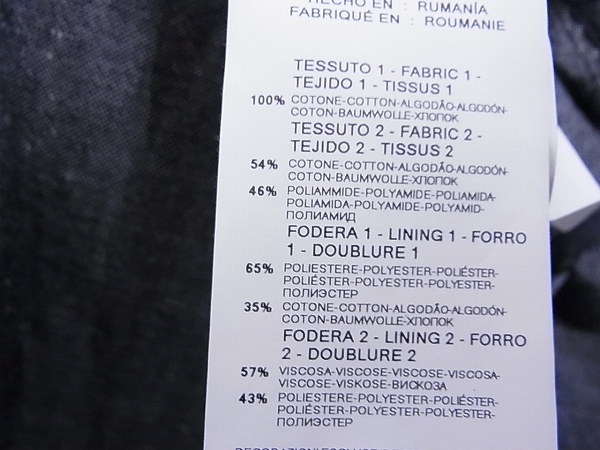 HECHO EN : RUMANÍA
FABRIQUÉ EN : ROUMANIE
TESSUTO 1 - FABRIC 1 -
TEJIDO 1 - TISSUS 1
100% COTONE-COTTON-ALGODÃO-ALGODÓN-
COTON-BAUMWOLLE-ХЛОПОК
TESSUTO 2 - FABRIC 2 -
TEJIDO 2 - TISSUS 2
54% COTONE-COTTON-ALGODÃO-ALGODÓN-
COTON-BAUMWOLLE-ХЛОПОК
46% POLIAMMIDE-POLYAMIDE-POLIAMIDA-
POLIAMIDA-POLYAMIDE-POLYAMID-
ПОЛИАМИД
FODERA 1 - LINING 1 - FORRO
1 - DOUBLURE 1
65% POLIESTERE-POLYESTER-POLIÉSTER-
POLIÉSTER-POLYESTER-POLYESTER-
ПОЛИЭСТЕР
35% COTONE-COTTON-ALGODÃO-ALGODÓN-
COTON-BAUMWOLLE-ХЛОПОК
FODERA 2 - LINING 2 - FORRO
2 - DOUBLURE 2
57% VISCOSA-VISCOSE-VISCOSE-VISCOSA-
VISCOSE-VISKOSE-ВИСКОЗА
43% POLIESTERE-POLYESTER-POLIÉSTER-
POLIÉSTER-POLYESTER-POLYESTER-
ПОЛИЭСТЕР